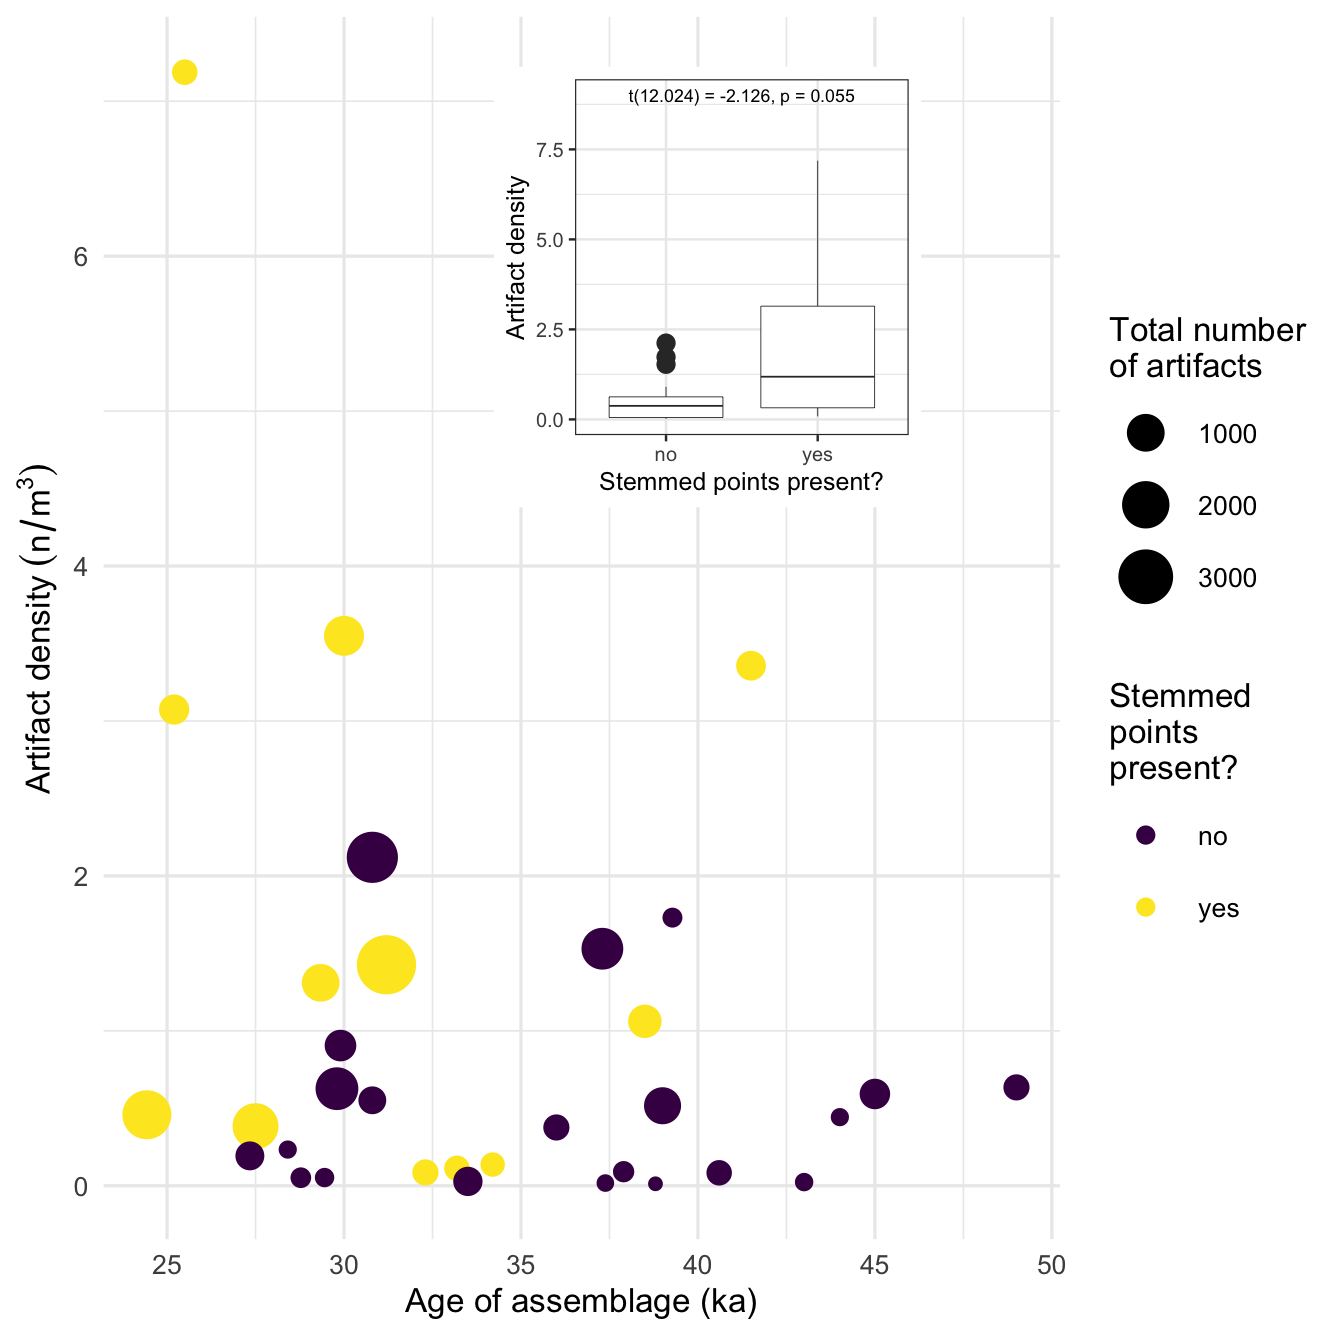 t(12.024) = -2.126, p = 0.055
7.5
5.0
2.5
0.0
Artifact density
no
yes
Stemmed points present?
6
4
2
0
Artifact density (n/m³)
25
30
35
40
45
50
Age of assemblage (ka)
Total number
of artifacts
1000
2000
3000
Stemmed
points
present?
no
yes